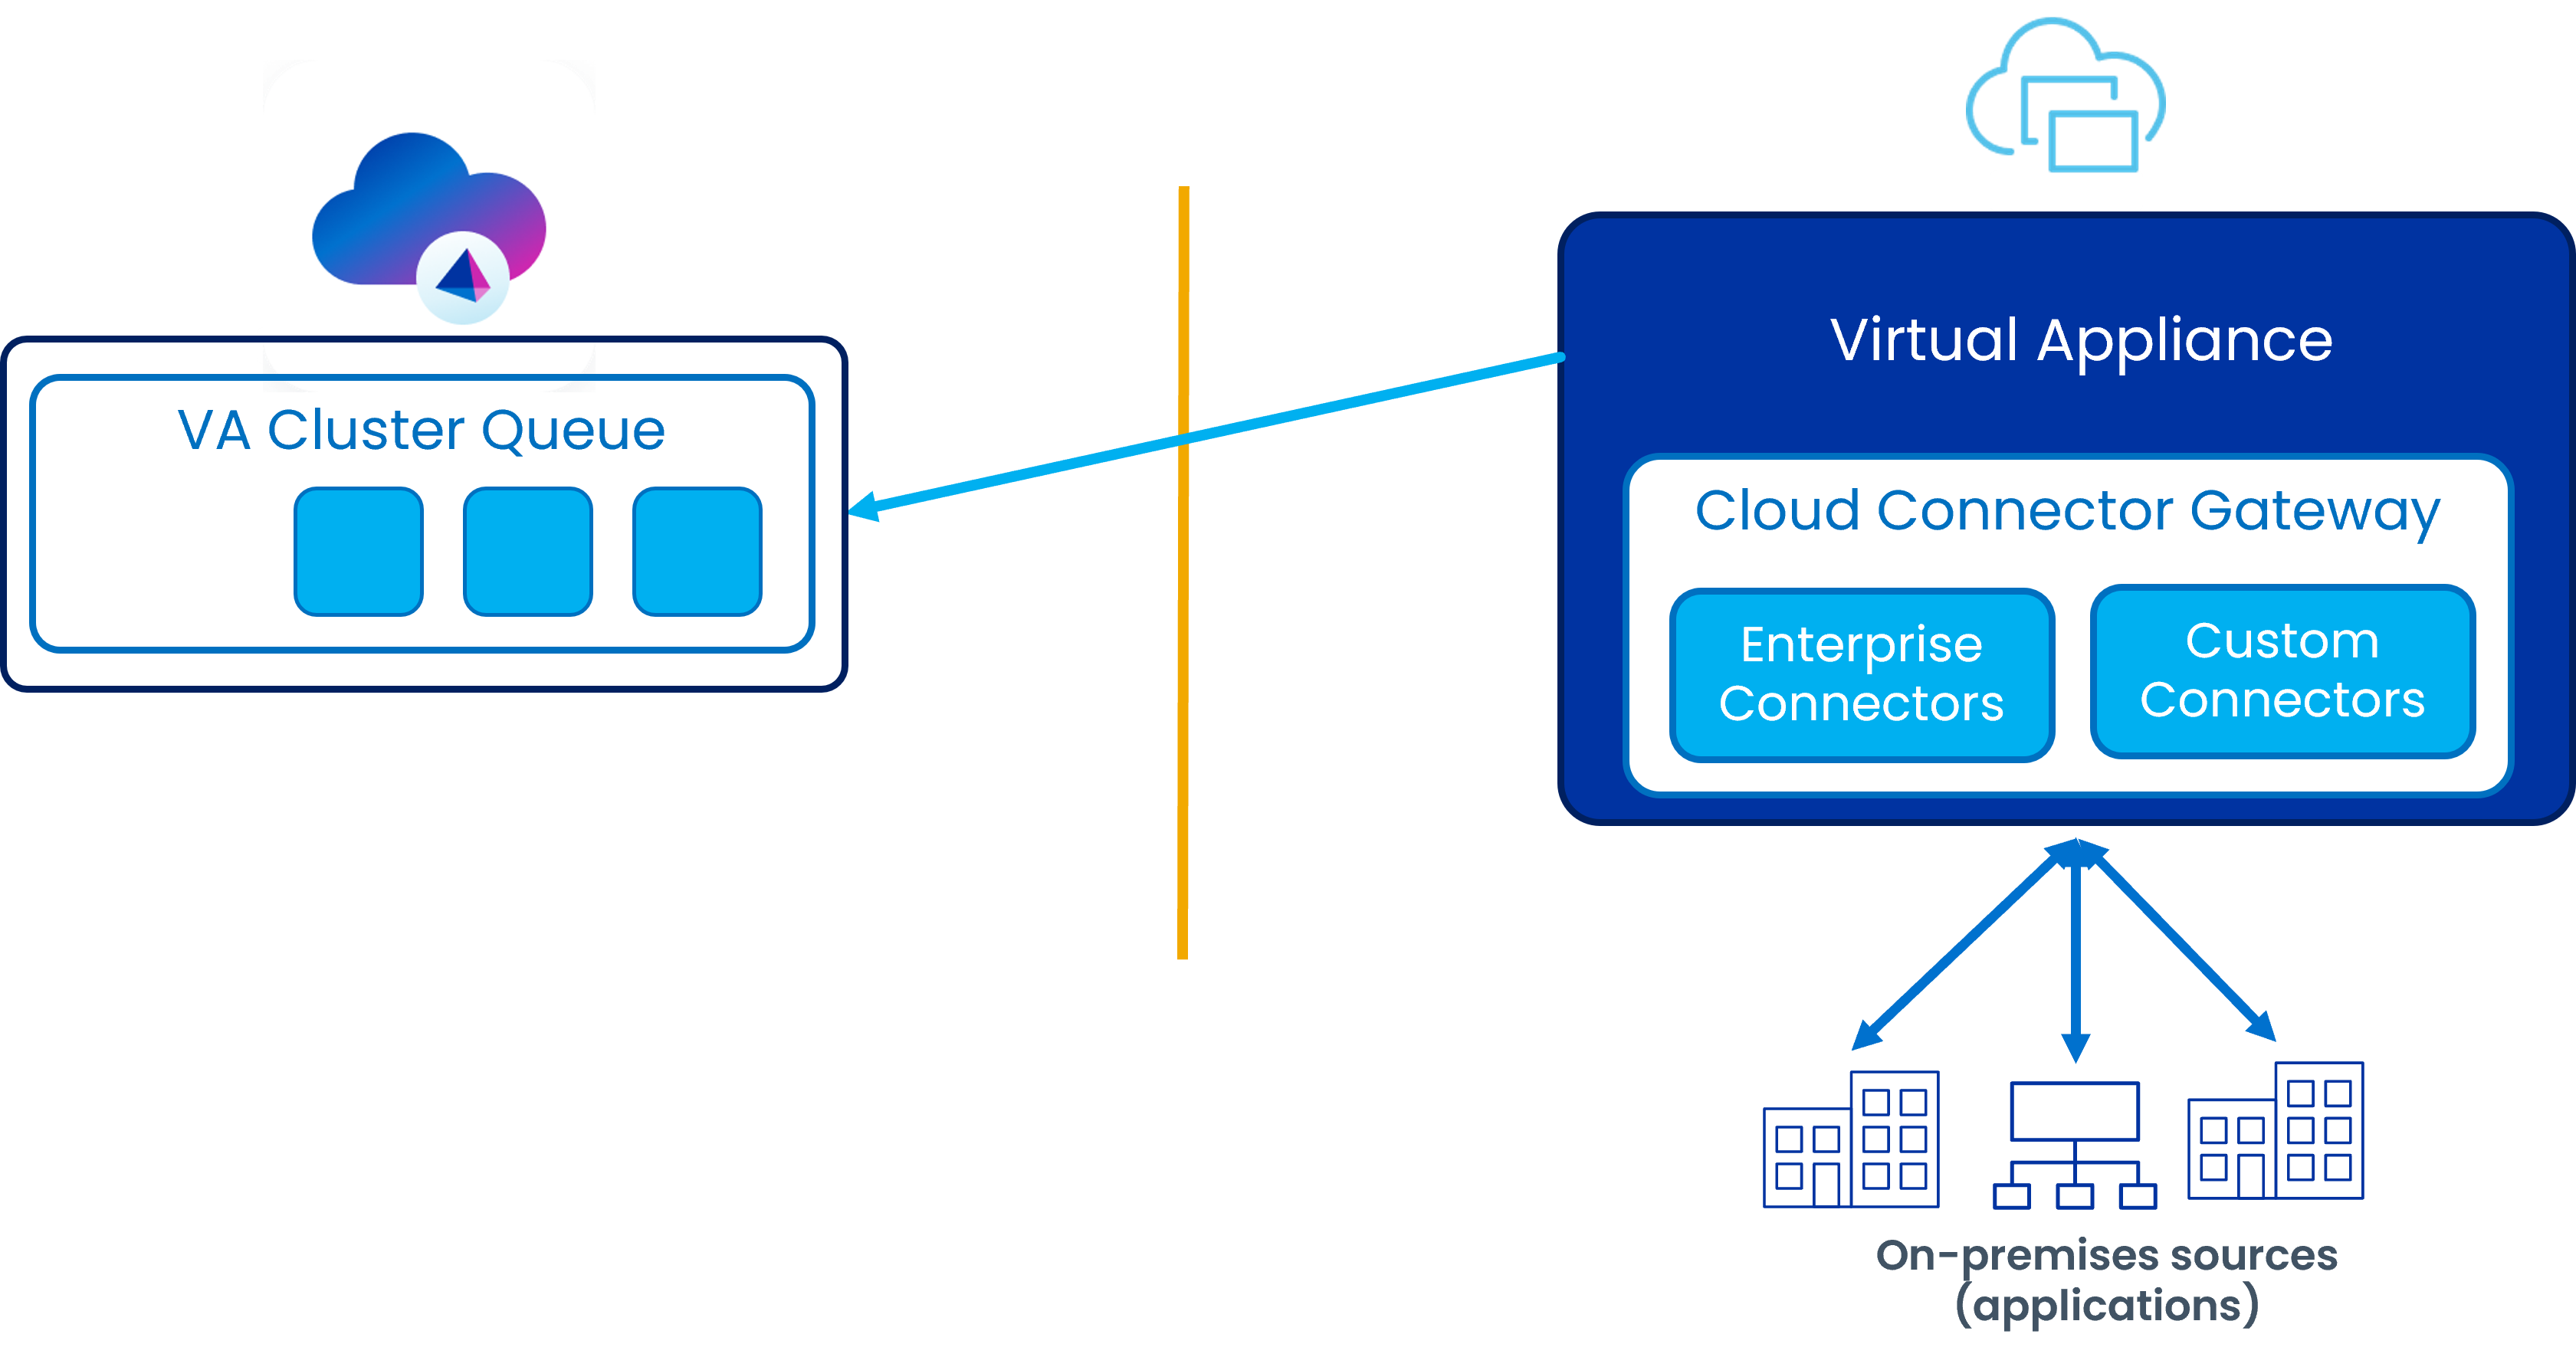 VA Cluster Queue
Virtual Appliance
Cloud Connector Gateway
Enterprise
Connectors
Custom
Connectors
On-premises sources
(applications)